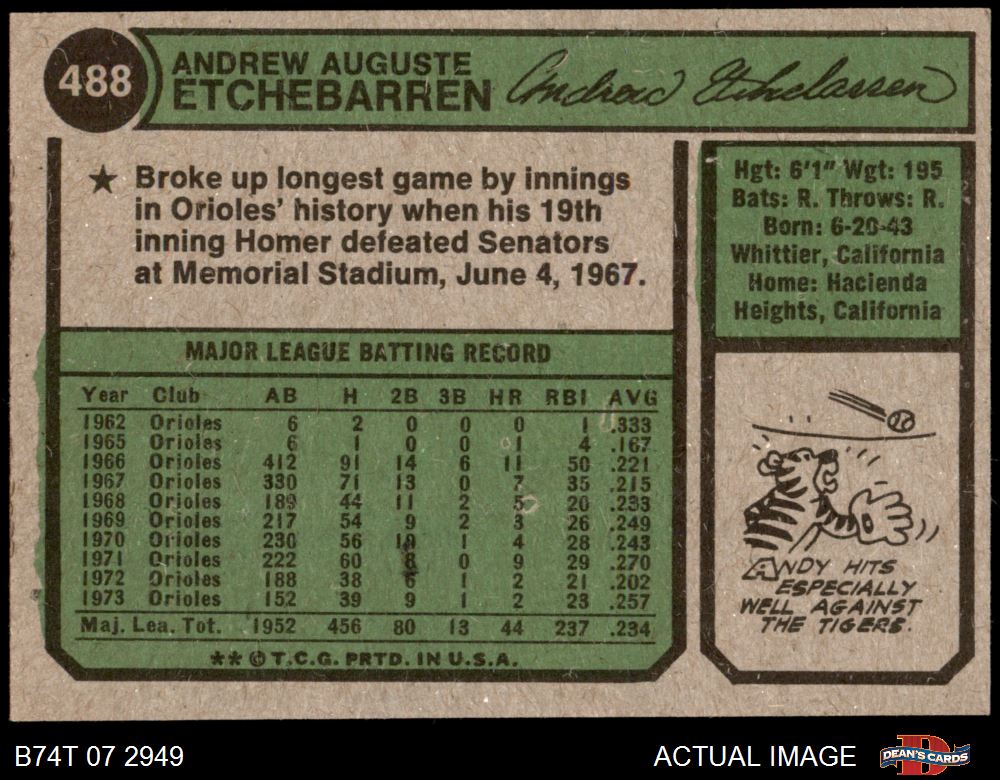 488
ANDREW AUGUSTE
ETCHEBARREN
Andrew Etchebarren
★ Broke up longest game by innings
in Orioles' history when his 19th
inning Homer defeated Senators
at Memorial Stadium, June 4, 1967.
Hgt: 6'1" Wgt: 195
Bats: R. Throws: R.
Born: 6-20-43
Whittier, California
Home: Hacienda
Heights, California
MAJOR LEAGUE BATTING RECORD
Year Club AB H 2B 3B HR RBI AVG
1962 Orioles 6 2 0 0 0 1 .333
1965 Orioles 6 1 0 0 1 4 .167
1966 Orioles 412 91 14 6 11 50 .221
1967 Orioles 330 71 13 0 7 35 .215
1968 Orioles 189 44 11 2 5 20 .233
1969 Orioles 217 54 9 2 3 26 .249
1970 Orioles 230 56 10 1 4 28 .243
1971 Orioles 222 60 8 0 9 29 .270
1972 Orioles 188 38 6 1 2 21 .202
1973 Orioles 152 39 9 1 2 23 .257
Maj. Lea. Tot. 1952 456 80 13 44 237 .234
** © T.C.G. PRTD. IN U.S.A.
ANDY HITS
ESPECIALLY
WELL AGAINST
THE TIGERS.
B74T 07 2949
ACTUAL IMAGE
DEAN'S CARDS